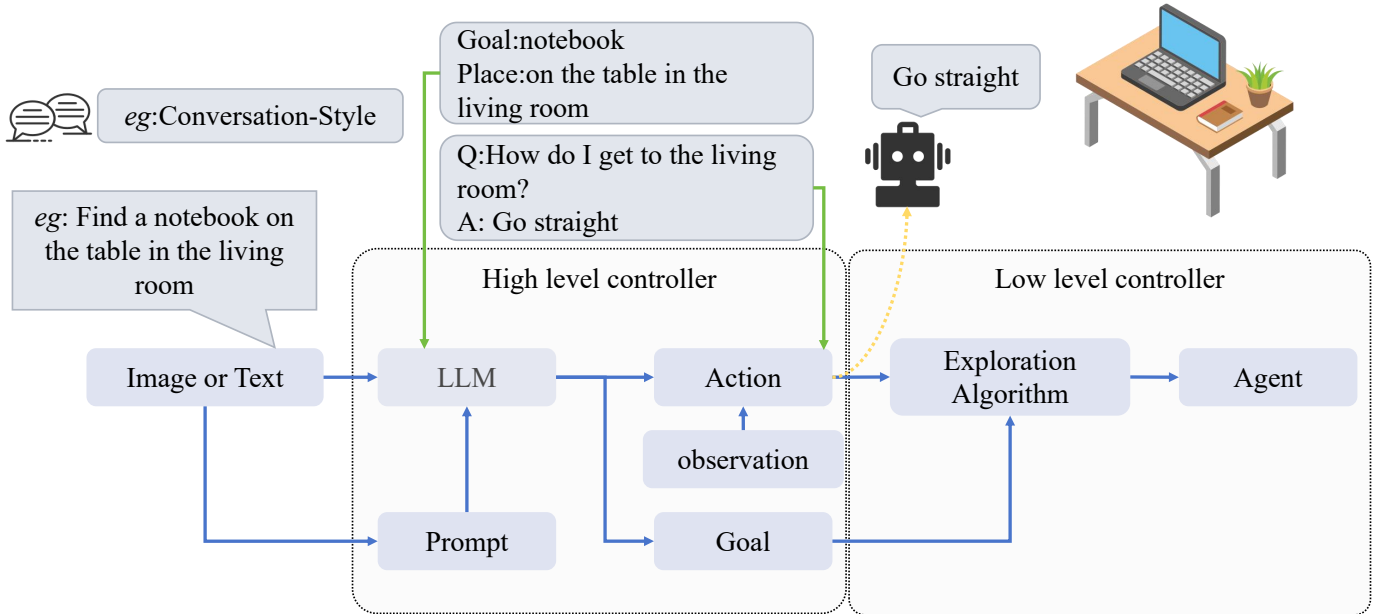 Goal:notebook
Place:on the table in the
living room
Go straight
eg:Conversation-Style
Q:How do I get to the living
room?
A: Go straight
eg: Find a notebook on
the table in the living
room
High level controller
Low level controller
Image or Text
LLM
Action
Exploration
Algorithm
Agent
observation
Prompt
Goal